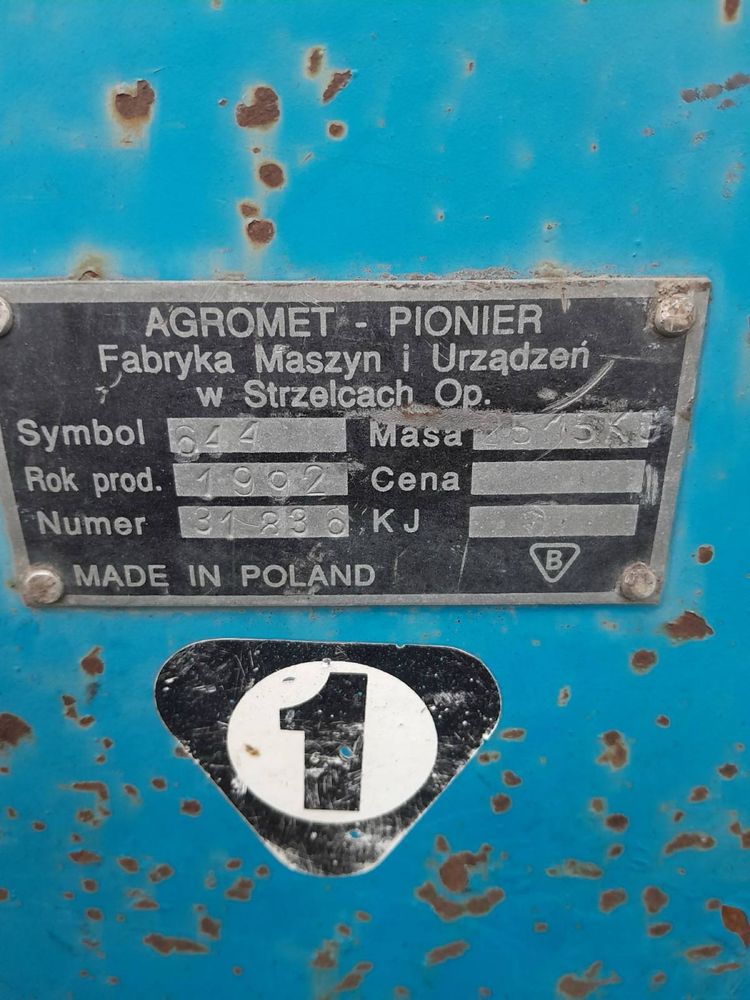 AGROMET - PIONIER
Fabryka Maszyn i Urządzeń
w Strzelcach Op.
Symbol 644 Masa
Rok prod. 1992 Cena
Numer 31836 KJ
MADE IN POLAND B
1